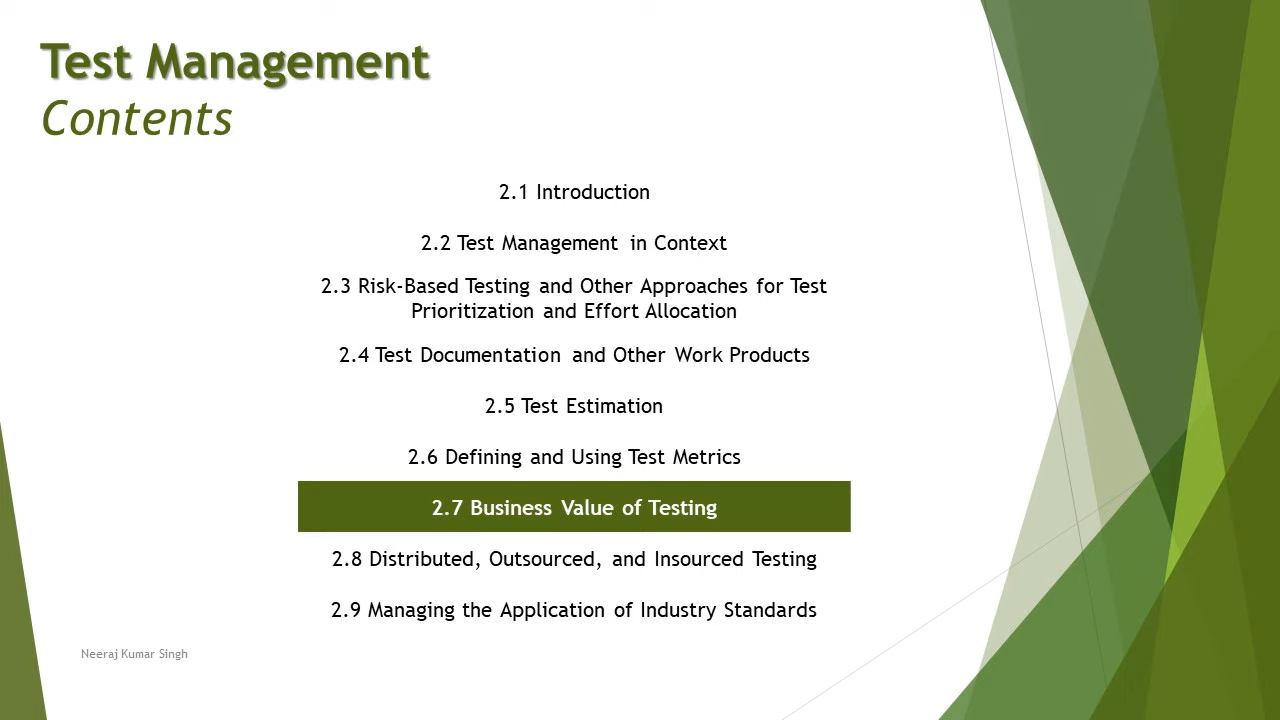 Test Management
Contents
2.1 Introduction
2.2 Test Management in Context
2.3 Risk-Based Testing and Other Approaches for Test
Prioritization and Effort Allocation
2.4 Test Documentation and Other Work Products
2.5 Test Estimation
2.6 Defining and Using Test Metrics
2.7 Business Value of Testing
2.8 Distributed, Outsourced, and Insourced Testing
2.9 Managing the Application of Industry Standards
Neeraj Kumar Singh